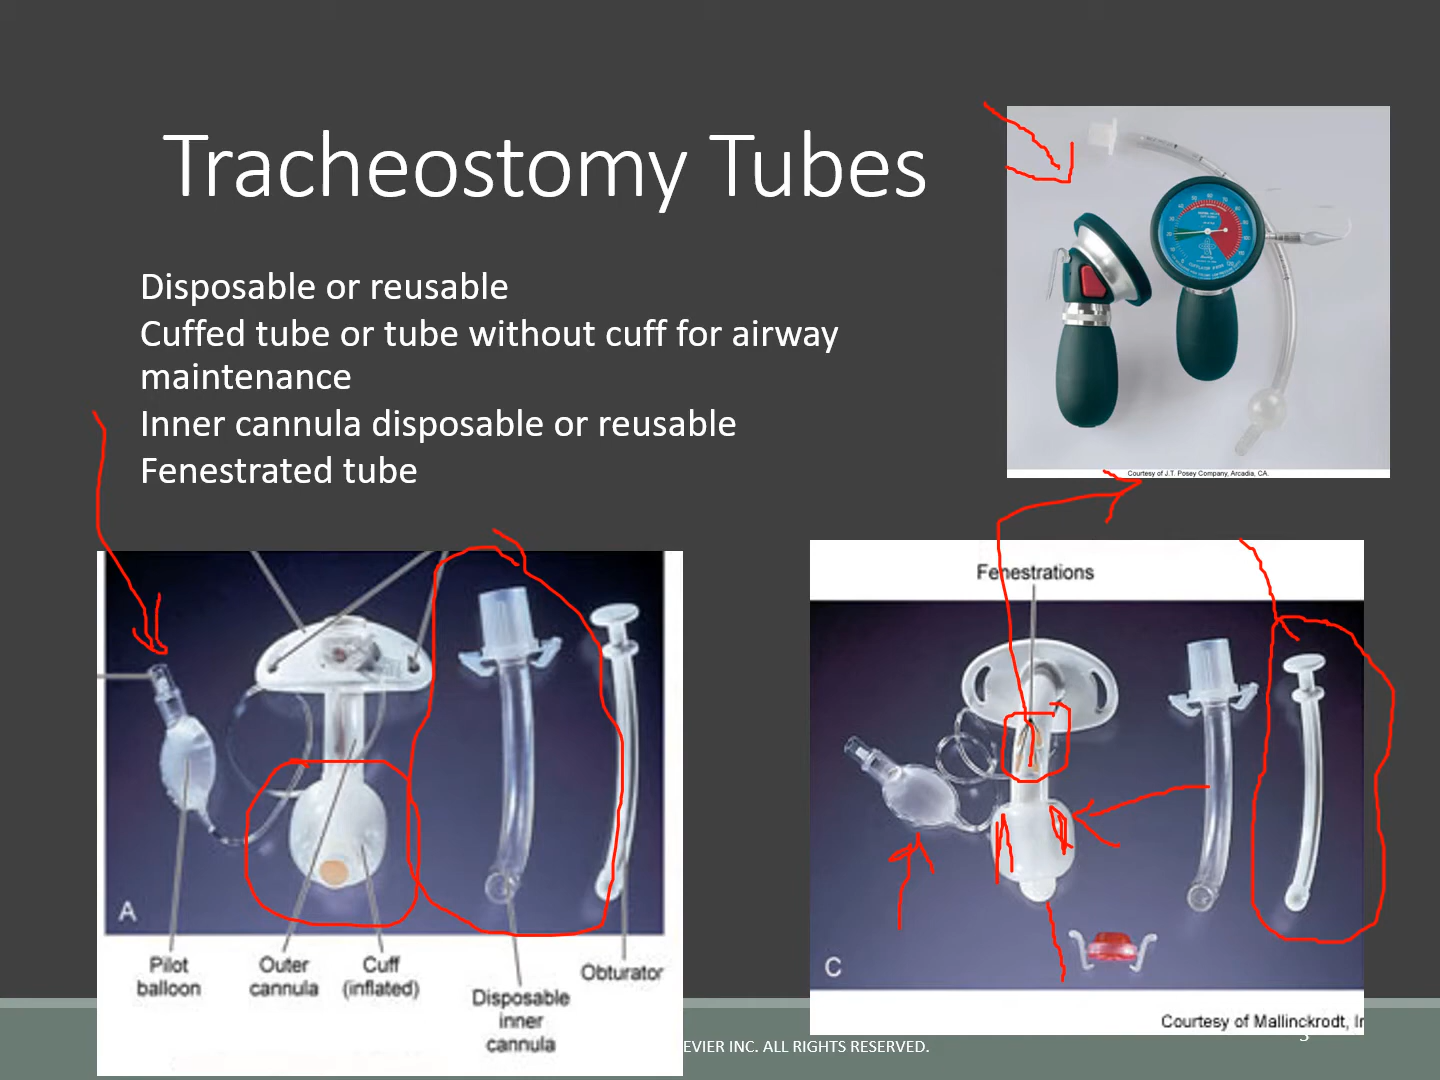 Tracheostomy Tubes
Disposable or reusable
Cuffed tube or tube without cuff for airway
maintenance
Inner cannula disposable or reusable
Fenestrated tube
Courtesy of J.T. Posey Company, Arcadia, CA.
A
Pilot
balloon
Outer
cannula
Cuff
(inflated)
Disposable
inner
cannula
Obturator
Fenestrations
C
Courtesy of Mallinckrodt, Ir
EVIER INC. ALL RIGHTS RESERVED.